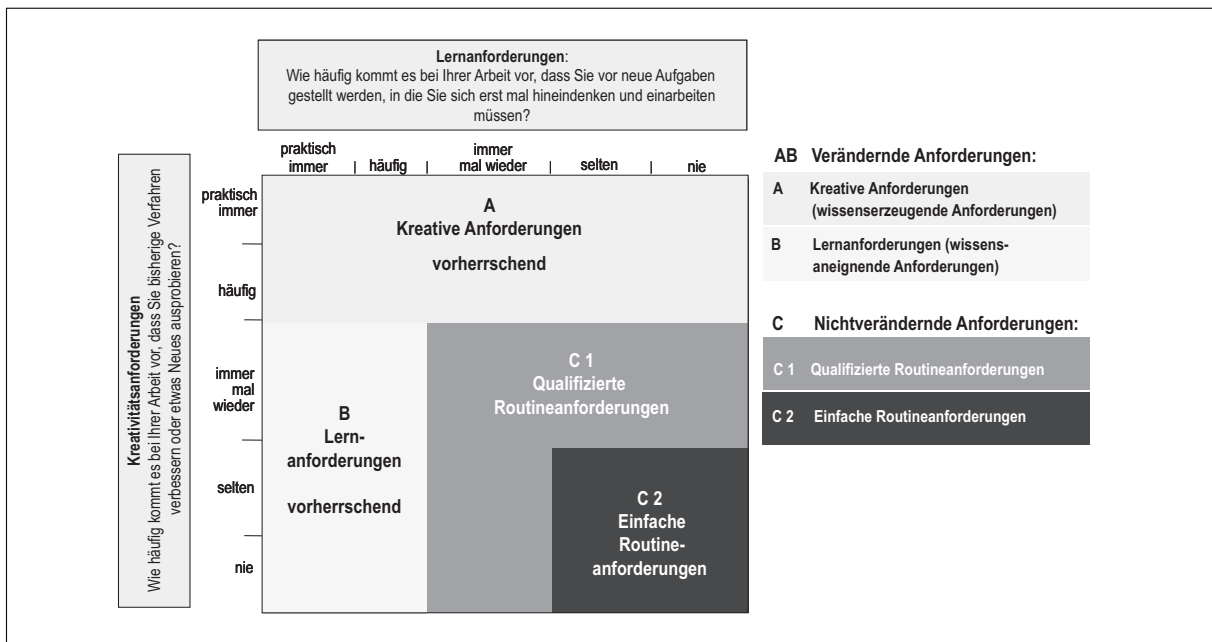 Lernanforderungen:
Wie häufig kommt es bei Ihrer Arbeit vor, dass Sie vor neue Aufgaben
gestellt werden, in die Sie sich erst mal hineindenken und einarbeiten
müssen?
Kreativitätsanforderungen
Wie häufig kommt es bei Ihrer Arbeit vor, dass Sie bisherige Verfahren
verbessern oder etwas Neues ausprobieren?
praktisch
immer
häufig
immer
mal wieder
selten
nie
praktisch
immer
häufig
immer
mal
wieder
selten
nie
A
Kreative Anforderungen
vorherrschend
B
Lern-
anforderungen
vorherrschend
C 1
Qualifizierte
Routineanforderungen
C 2
Einfache
Routine-
anforderungen
AB Verändernde Anforderungen:
A Kreative Anforderungen
(wissenserzeugende Anforderungen)
B Lernanforderungen (wissens-
aneignende Anforderungen)
C Nichtverändernde Anforderungen:
C 1 Qualifizierte Routineanforderungen
C 2 Einfache Routineanforderungen